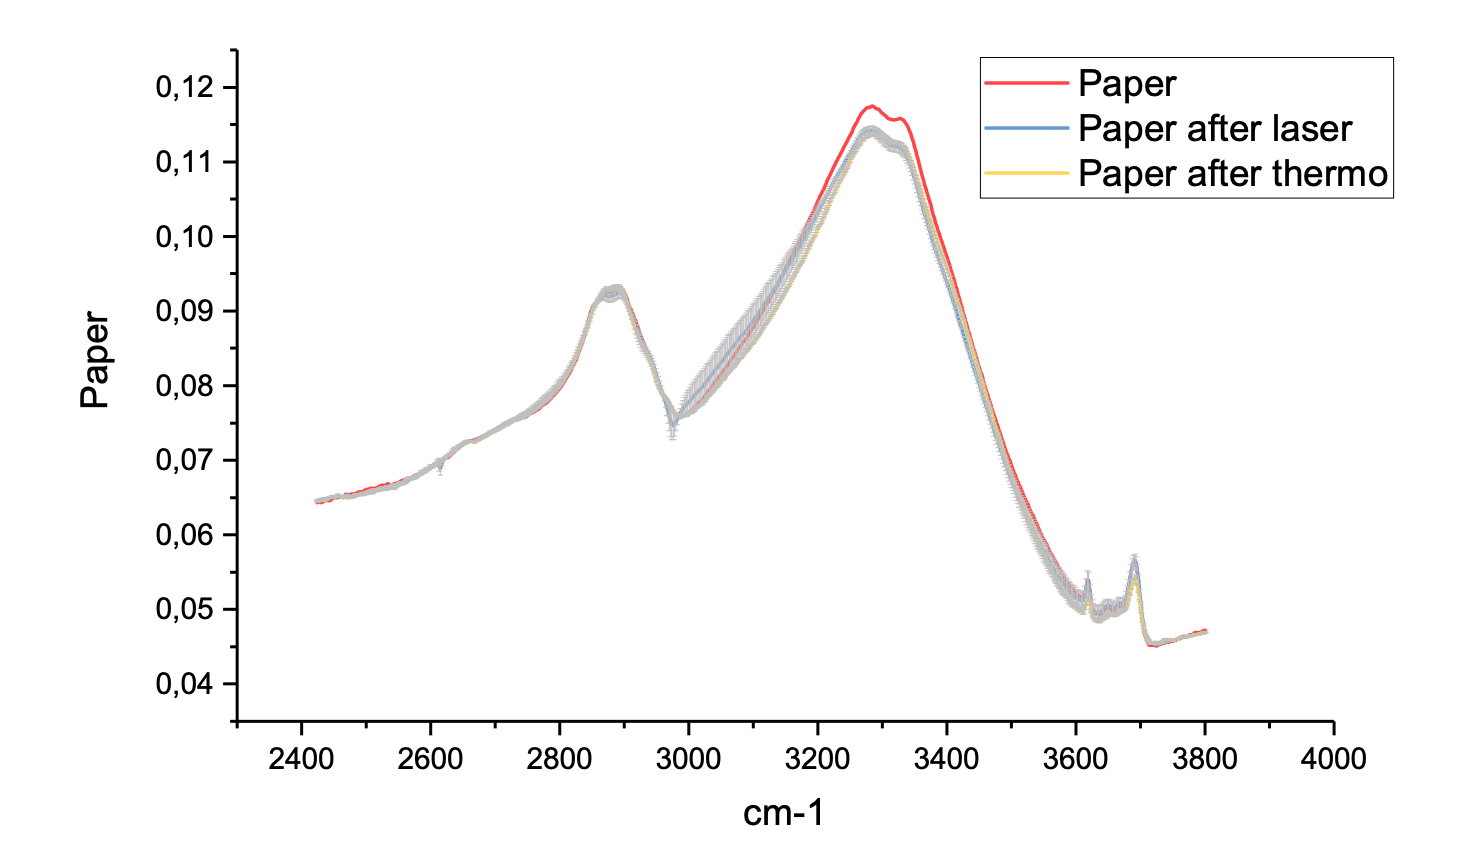 Paper
Paper after laser
Paper after thermo
0,12
0,11
0,10
0,09
0,08
0,07
0,06
0,05
0,04
Paper
2400 2600 2800 3000 3200 3400 3600 3800 4000
cm-1